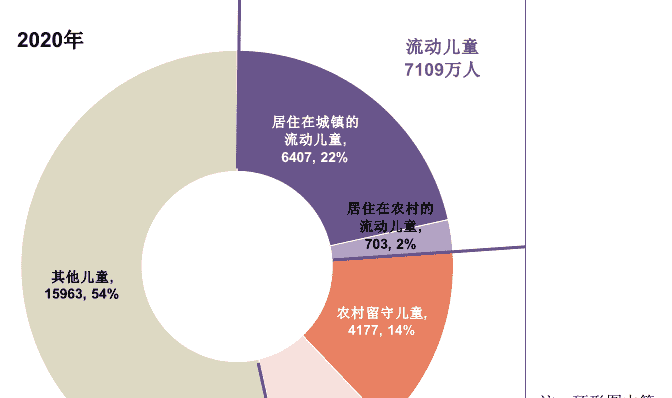 2020年
流动儿童
7109万人
居住在城镇的
流动儿童,
6407, 22%
居住在农村的
流动儿童,
703, 2%
其他儿童,
15963, 54%
农村留守儿童,
4177, 14%